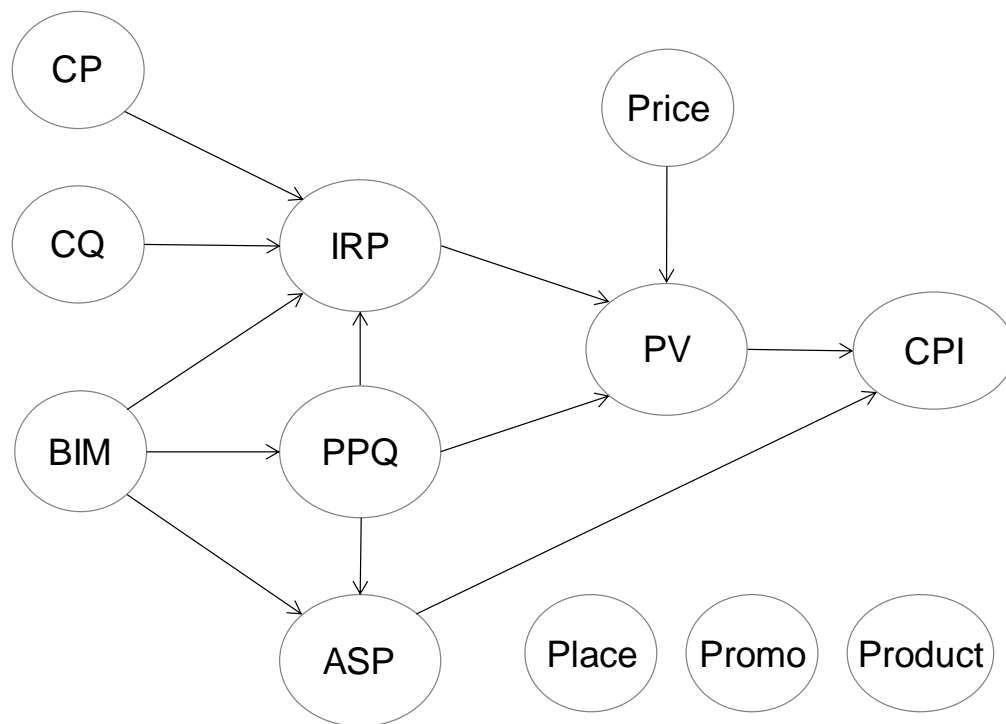 CP
Price
CQ
IRP
PV
CPI
BIM
PPQ
ASP
Place
Promo
Product